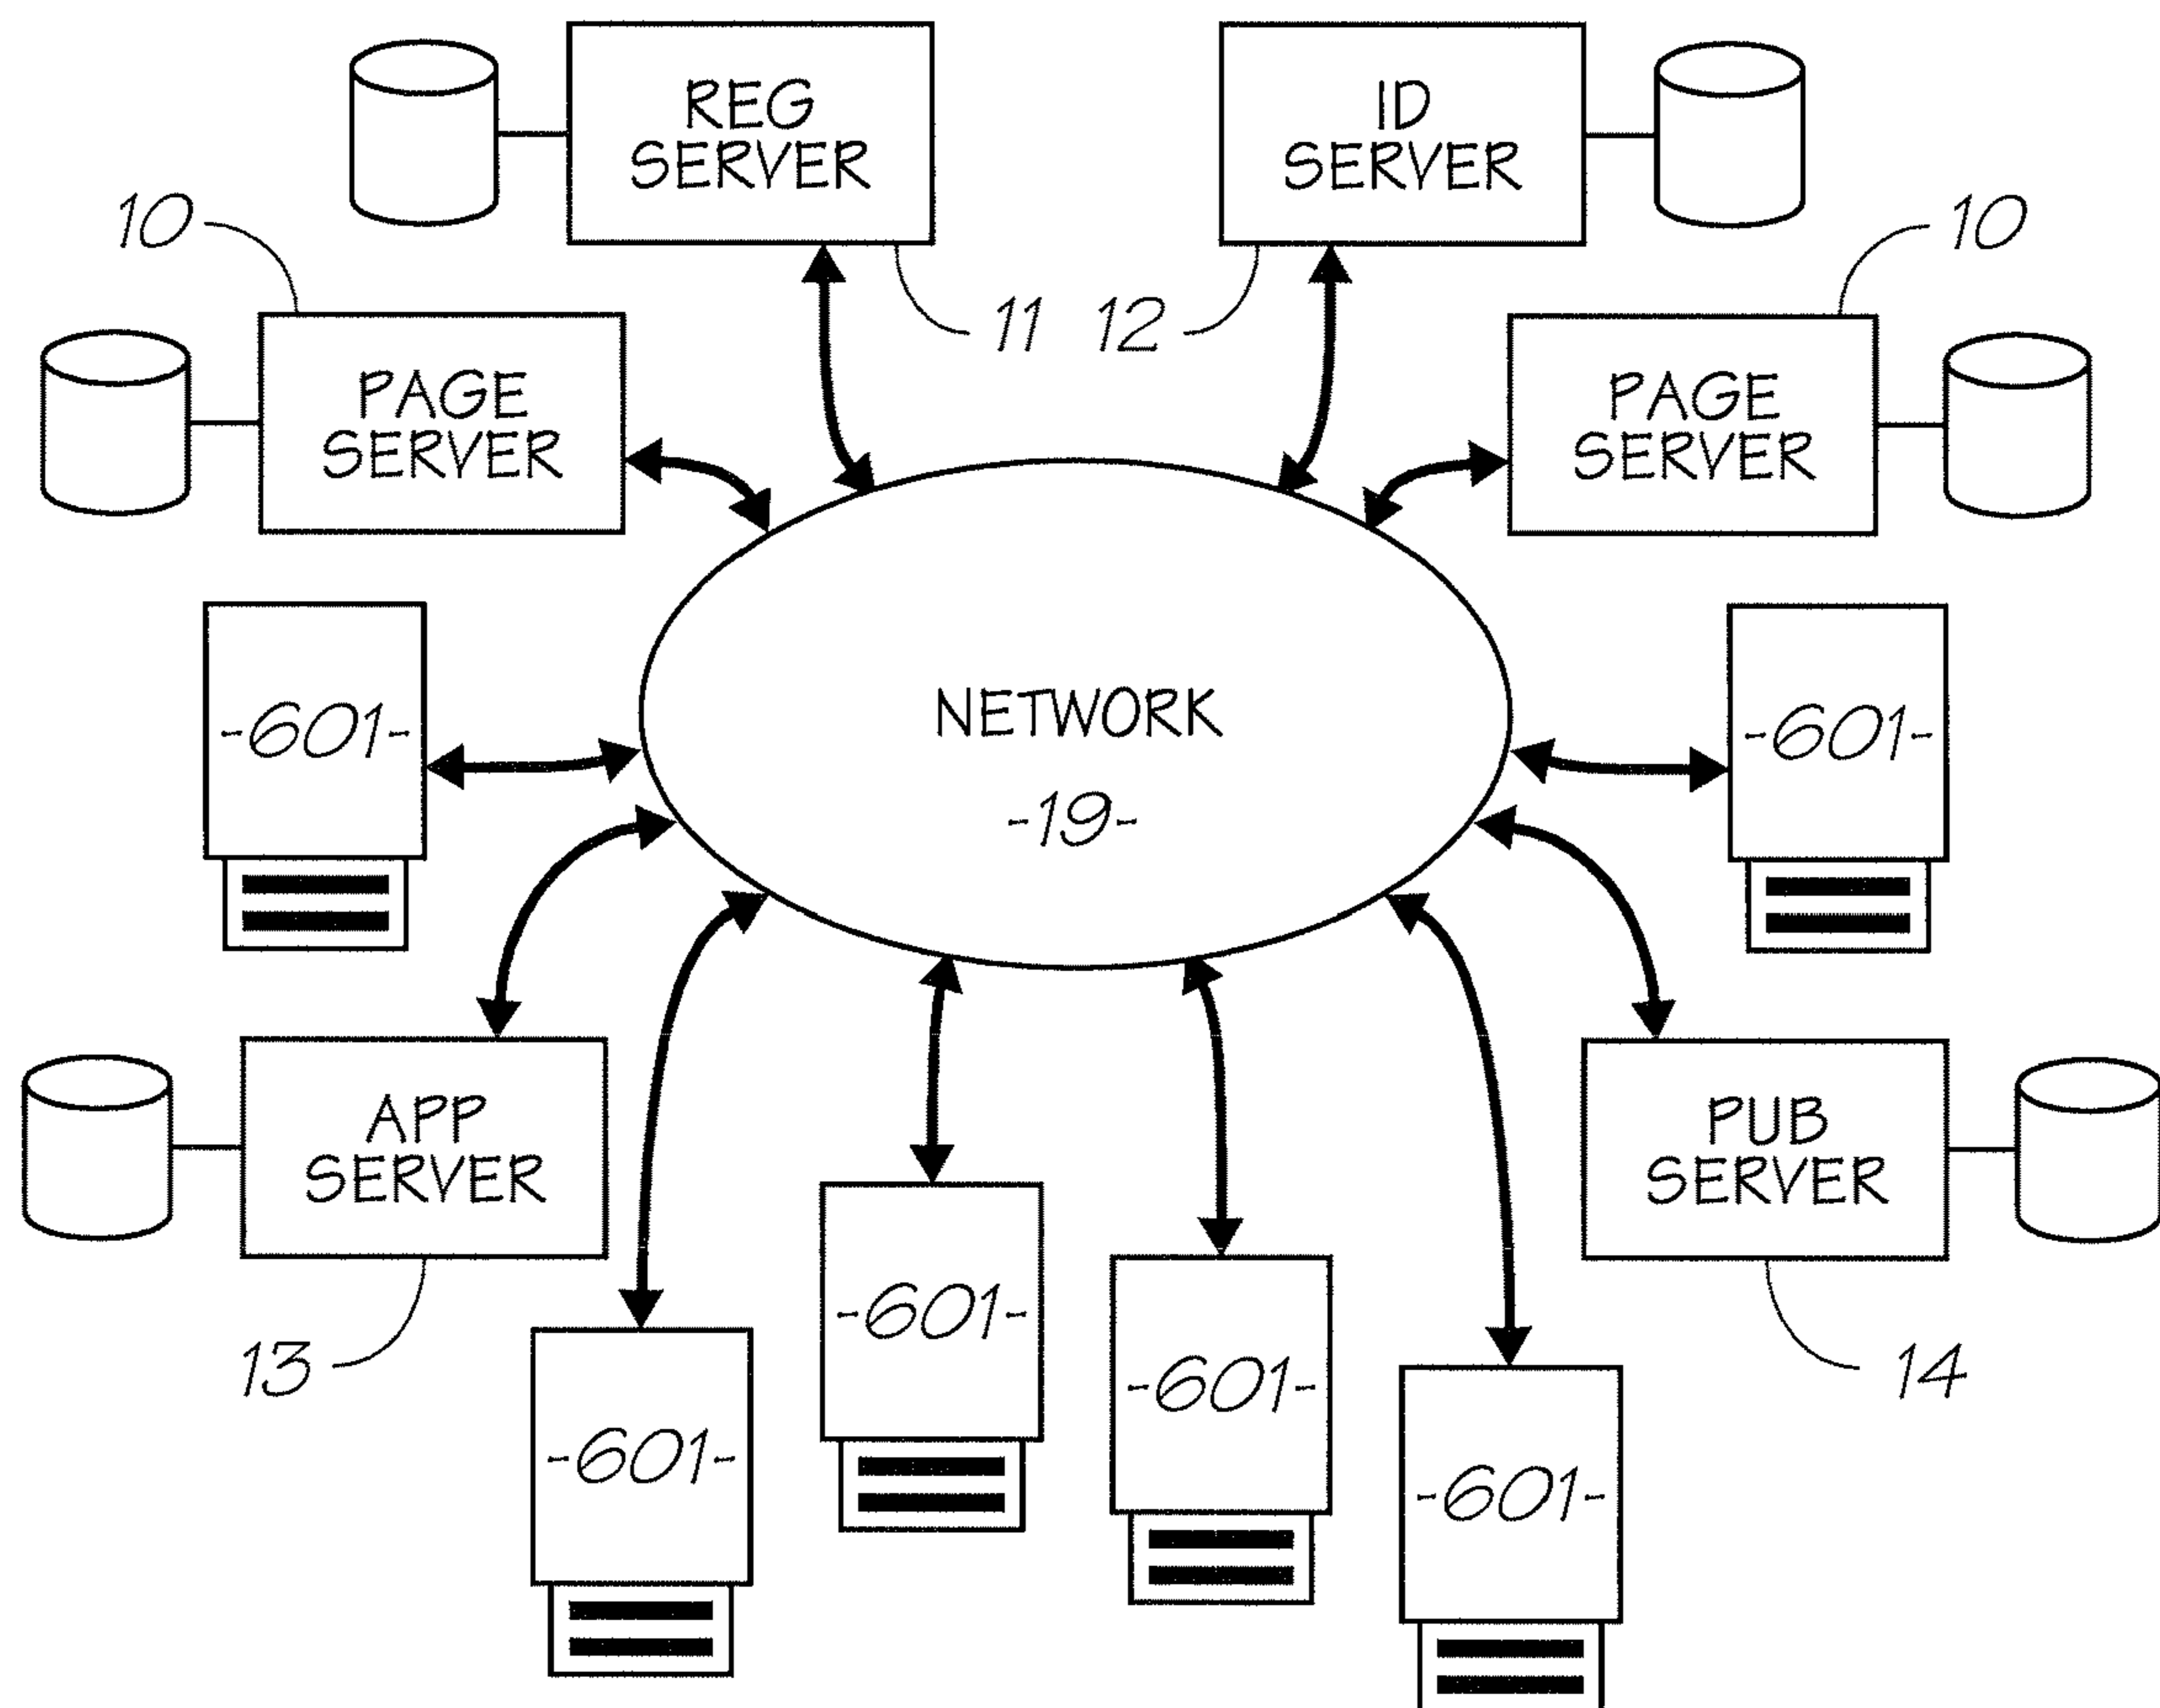 REG
SERVER
ID
SERVER
10
10
11
12
PAGE
SERVER
PAGE
SERVER
-601-
NETWORK
-19-
-601-
APP
SERVER
PUB
SERVER
13
-601-
-601-
-601-
-601-
14